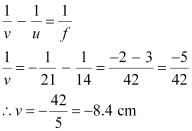 1/v − 1/u = 1/f
1/v = −1/21 − 1/14 = (−2 − 3)/42 = −5/42
∴ v = −42/5 = −8.4 cm